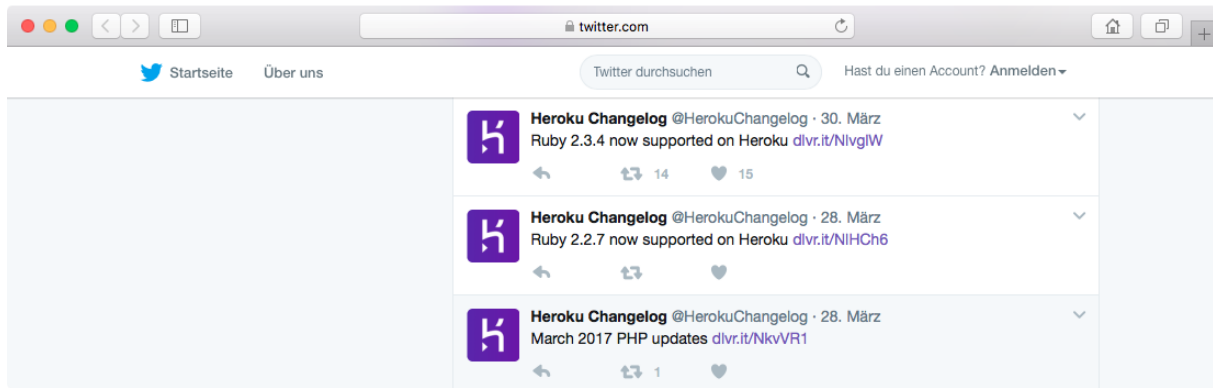 twitter.com
Startseite Über uns Twitter durchsuchen Hast du einen Account? Anmelden
Heroku Changelog @HerokuChangelog · 30. März
Ruby 2.3.4 now supported on Heroku dlvr.it/NlvglW
14 15
Heroku Changelog @HerokuChangelog · 28. März
Ruby 2.2.7 now supported on Heroku dlvr.it/NlHCh6
Heroku Changelog @HerokuChangelog · 28. März
March 2017 PHP updates dlvr.it/NkvVR1
1